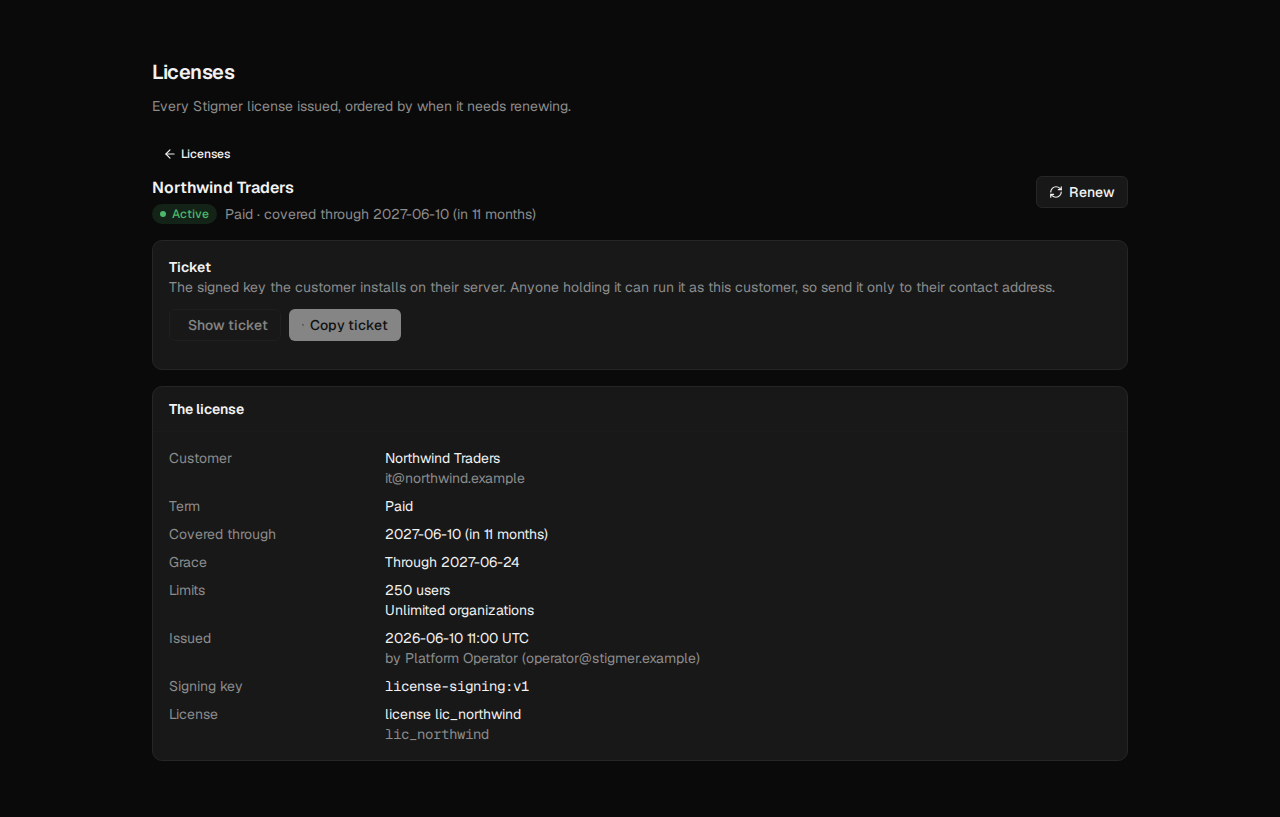 Licenses
Every Stigmer license issued, ordered by when it needs renewing.
Licenses
Northwind Traders
Renew
Active
Paid · covered through 2027-06-10 (in 11 months)
Ticket
The signed key the customer installs on their server. Anyone holding it can run it as this customer, so send it only to their contact address.
Show ticket
Copy ticket
The license
Customer
Northwind Traders
it@northwind.example
Term
Paid
Covered through
2027-06-10 (in 11 months)
Grace
Through 2027-06-24
Limits
250 users
Unlimited organizations
Issued
2026-06-10 11:00 UTC
by Platform Operator (operator@stigmer.example)
Signing key
license-signing:v1
License
license lic_northwind
lic_northwind